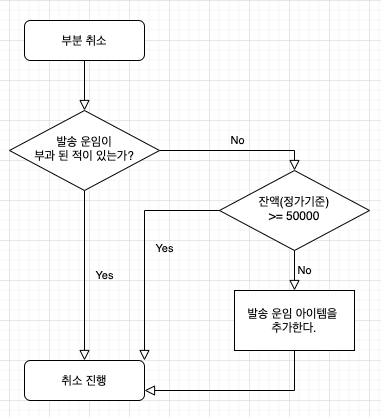 부분 취소
발송 운임이
부과 된 적이 있는가?
No
잔액(정가기준)
>= 50000
Yes
Yes
No
발송 운임 아이템을
추가한다.
취소 진행